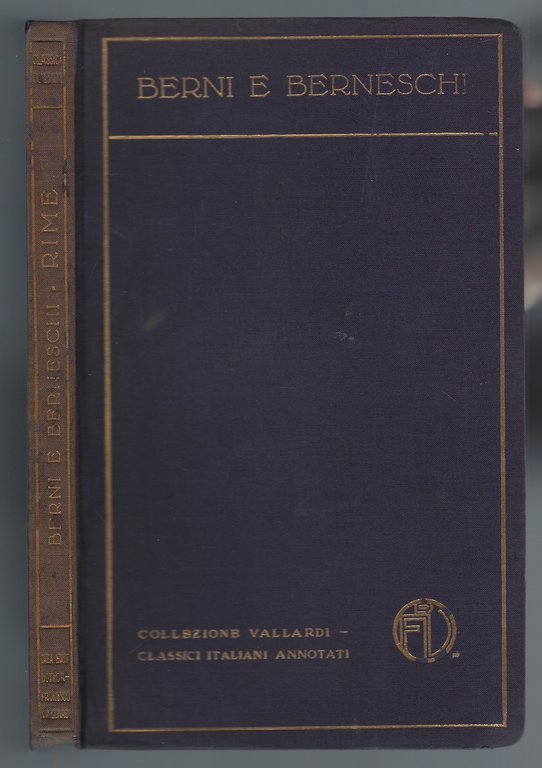 BERNI E BERNESCHI
COLLEZIONE VALLARDI –
CLASSICI ITALIANI ANNOTATI
BERNI E BERNESCHI • RIME